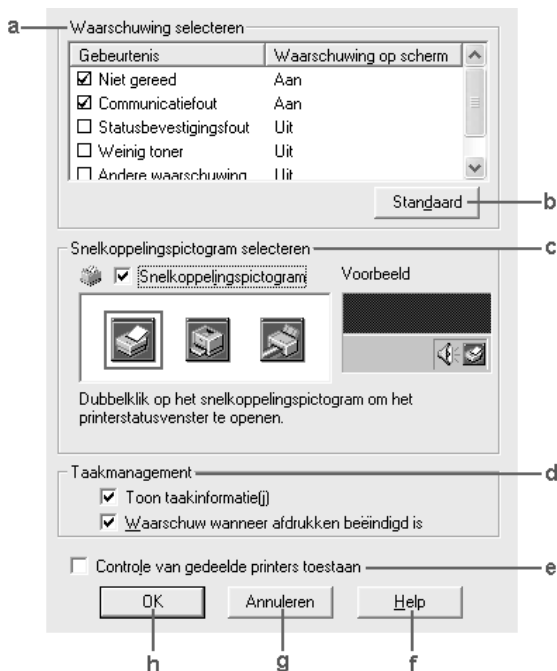 a
Waarschuwing selecteren
Gebeurtenis Waarschuwing op scherm
Niet gereed Aan
Communicatiefout Aan
Statusbevestigingsfout Uit
Weinig toner Uit
Andere waarschuwing Uit
Standaard
b
Snelkoppelingspictogram selecteren
c
Snelkoppelingspictogram
Voorbeeld
Dubbelklik op het snelkoppelingspictogram om het
printerstatusvenster te openen.
Taakmanagement
d
Toon taakinformatie(j)
Waarschuw wanneer afdrukken beëindigd is
Controle van gedeelde printers toestaan
e
OK Annuleren Help
h g f